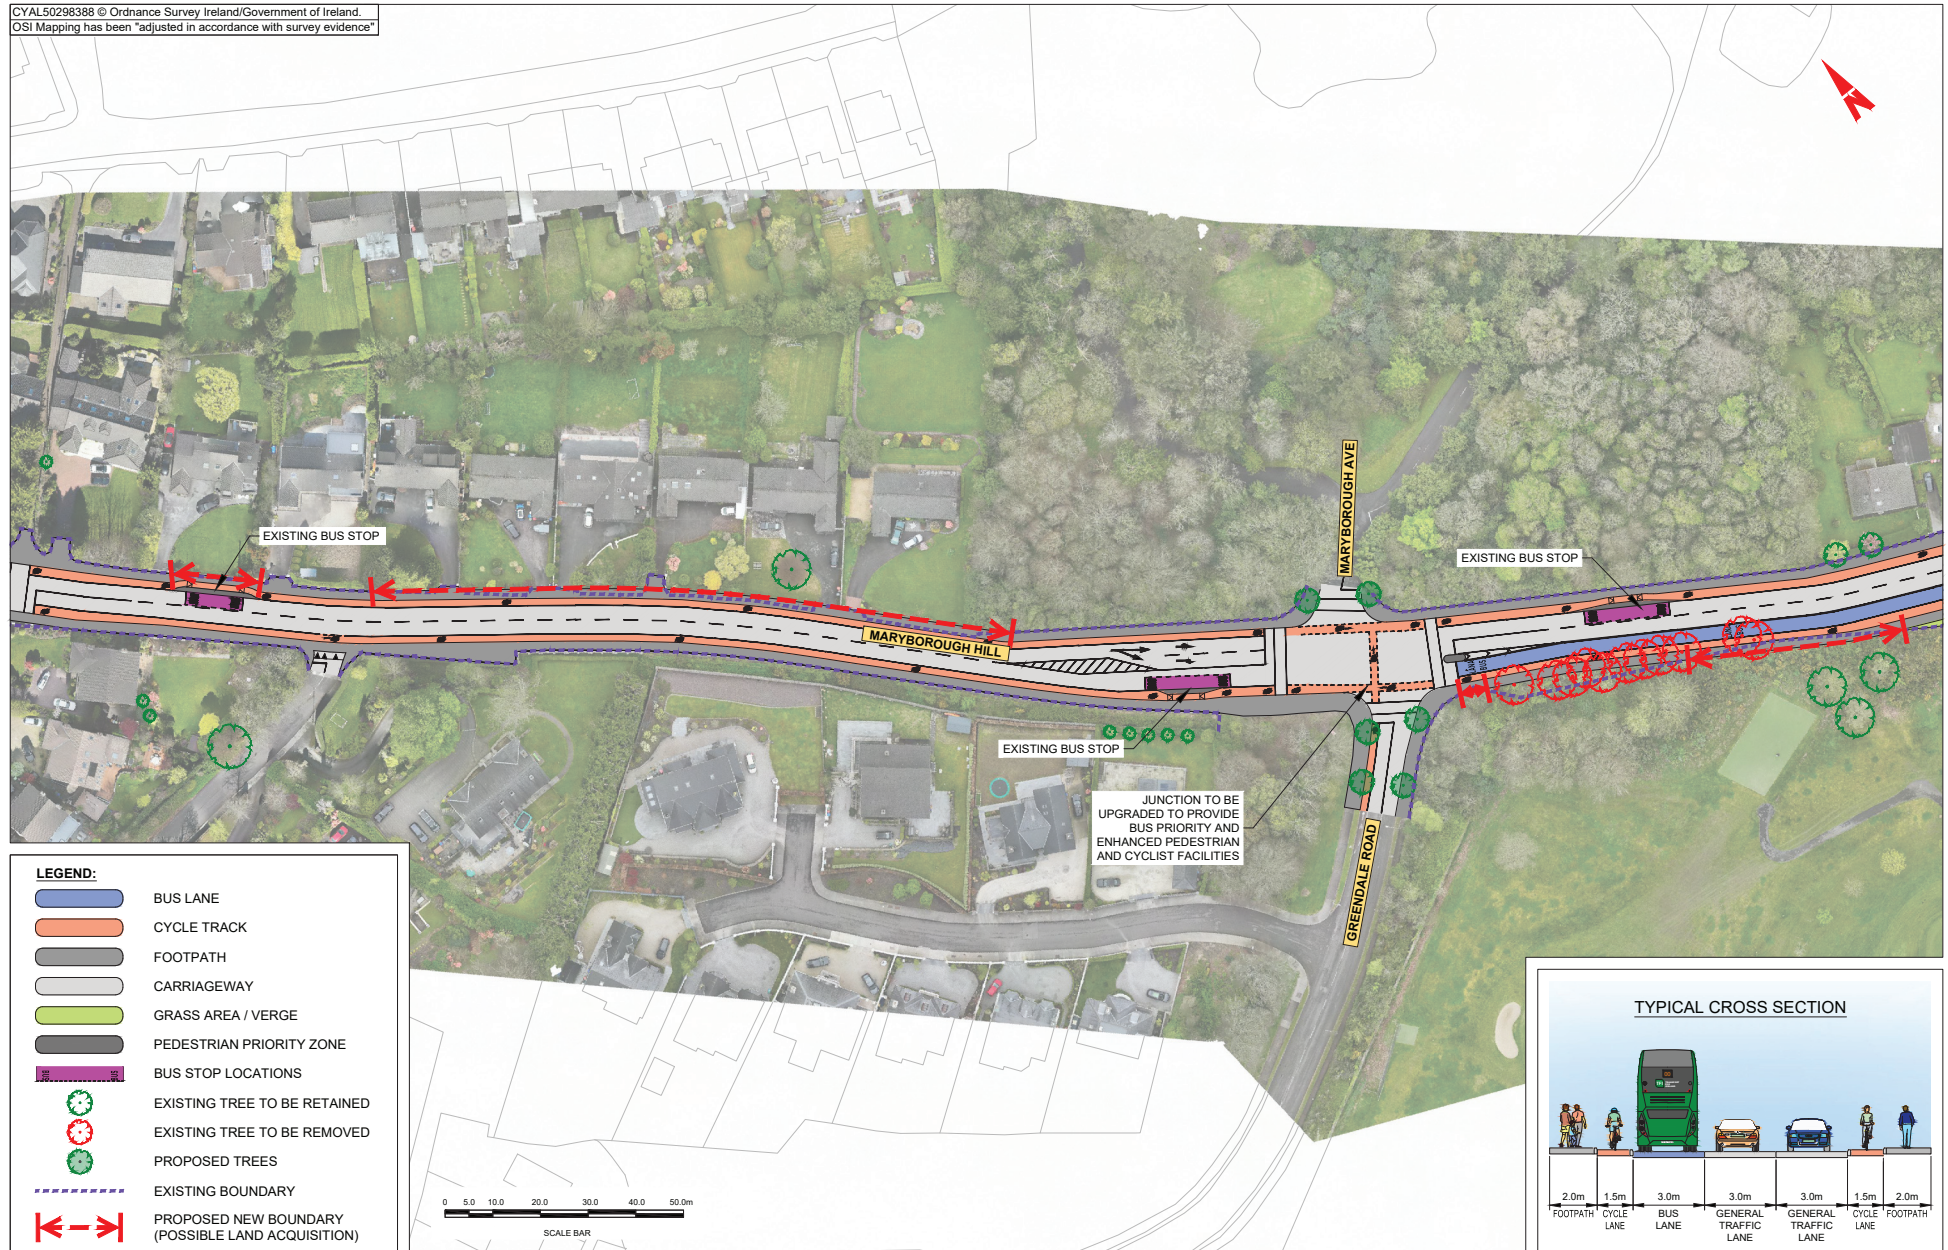 CYAL50298388 © Ordnance Survey Ireland/Government of Ireland.
OSI Mapping has been "adjusted in accordance with survey evidence"
N
EXISTING BUS STOP
MARYBOROUGH HILL
MARYBOROUGH AVE
EXISTING BUS STOP
EXISTING BUS STOP
JUNCTION TO BE
UPGRADED TO PROVIDE
BUS PRIORITY AND
ENHANCED PEDESTRIAN
AND CYCLIST FACILITIES
GREENDALE ROAD
LANA
BUS
LEGEND:
BUS LANE
CYCLE TRACK
FOOTPATH
CARRIAGEWAY
GRASS AREA / VERGE
PEDESTRIAN PRIORITY ZONE
BUS STOP LOCATIONS
EXISTING TREE TO BE RETAINED
EXISTING TREE TO BE REMOVED
PROPOSED TREES
EXISTING BOUNDARY
PROPOSED NEW BOUNDARY
(POSSIBLE LAND ACQUISITION)
0 5.0 10.0 20.0 30.0 40.0 50.0m
SCALE BAR
TYPICAL CROSS SECTION
2.0m 1.5m 3.0m 3.0m 3.0m 1.5m 2.0m
FOOTPATH CYCLE LANE BUS LANE GENERAL TRAFFIC LANE GENERAL TRAFFIC LANE CYCLE LANE FOOTPATH